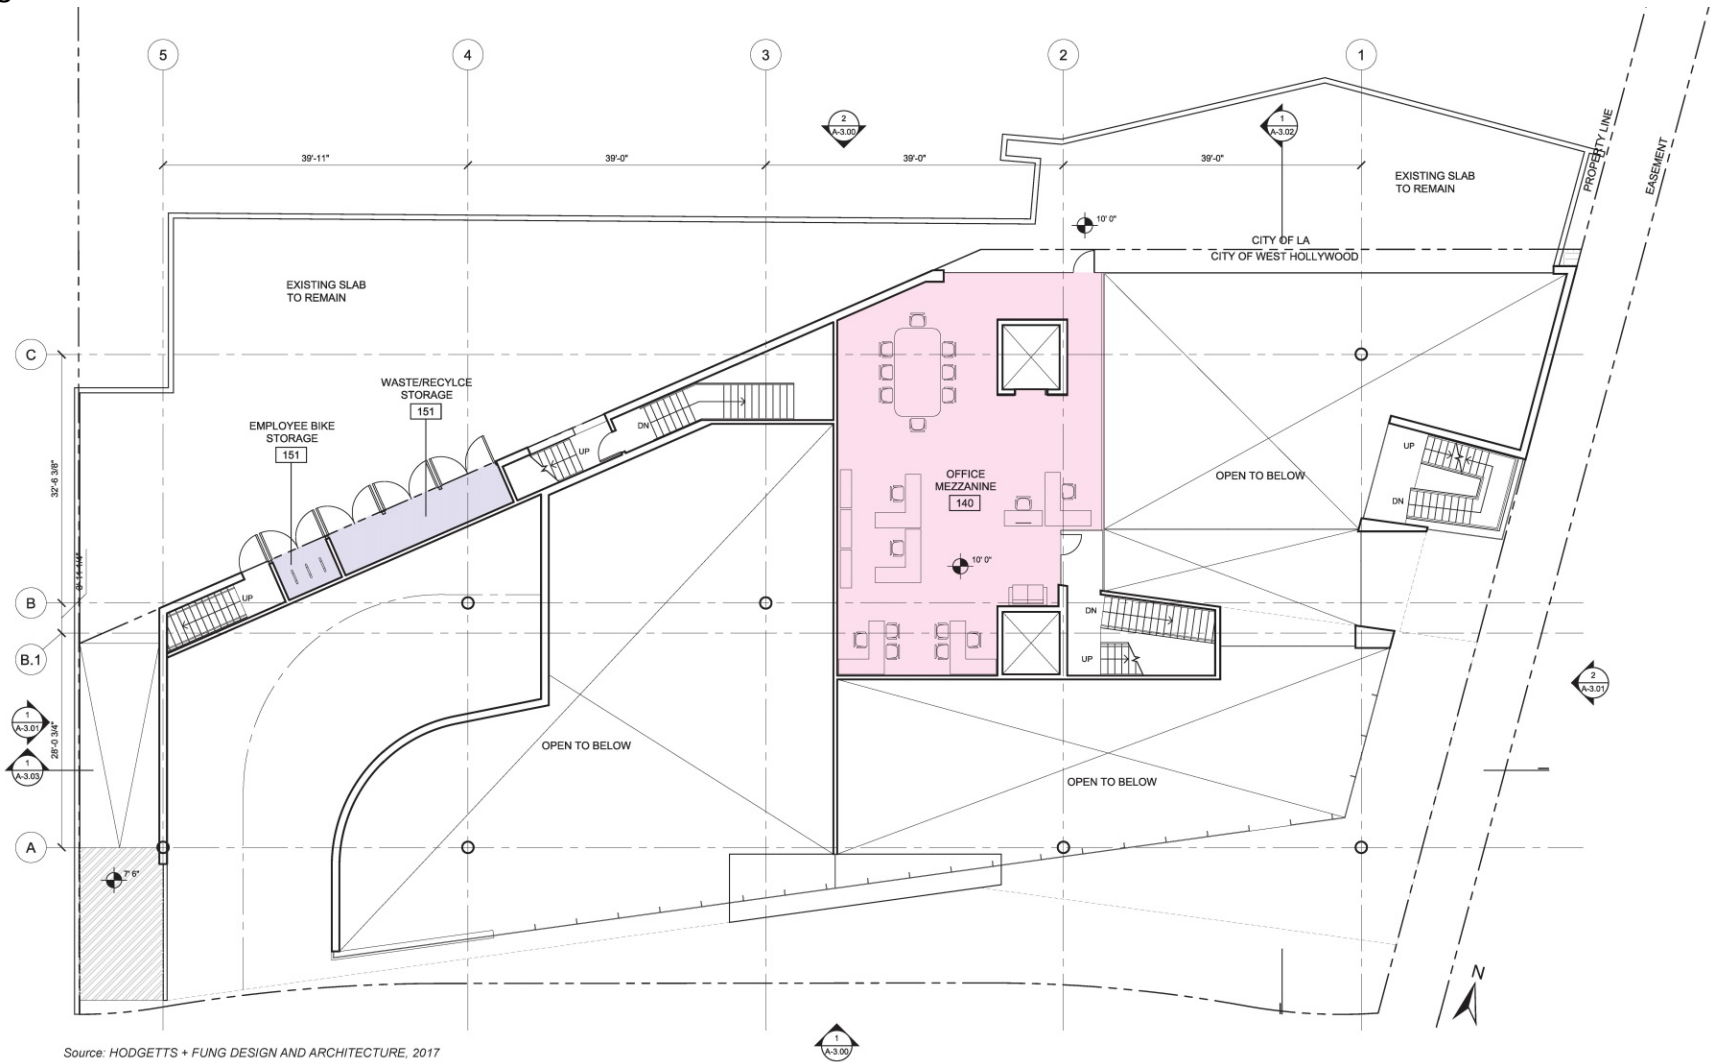 5
4
3
2
1
2
A-3.00
1
A-3.02
39'-11"
39'-0"
39'-0"
39'-0"
PROPERTY LINE
EASEMENT
EXISTING SLAB
TO REMAIN
10' 0"
CITY OF LA
CITY OF WEST HOLLYWOOD
EXISTING SLAB
TO REMAIN
C
WASTE/RECYLCE
STORAGE
151
EMPLOYEE BIKE
STORAGE
151
DN
UP
UP
DN
OFFICE
MEZZANINE
140
OPEN TO BELOW
32'-6 3/8"
10' 0"
B
UP
DN
UP
B.1
2
A-3.01
1
A-3.01
28'-0 3/4"
1
A-3.03
OPEN TO BELOW
OPEN TO BELOW
A
7' 6"
N
1
A-3.00
Source: HODGETTS + FUNG DESIGN AND ARCHITECTURE, 2017